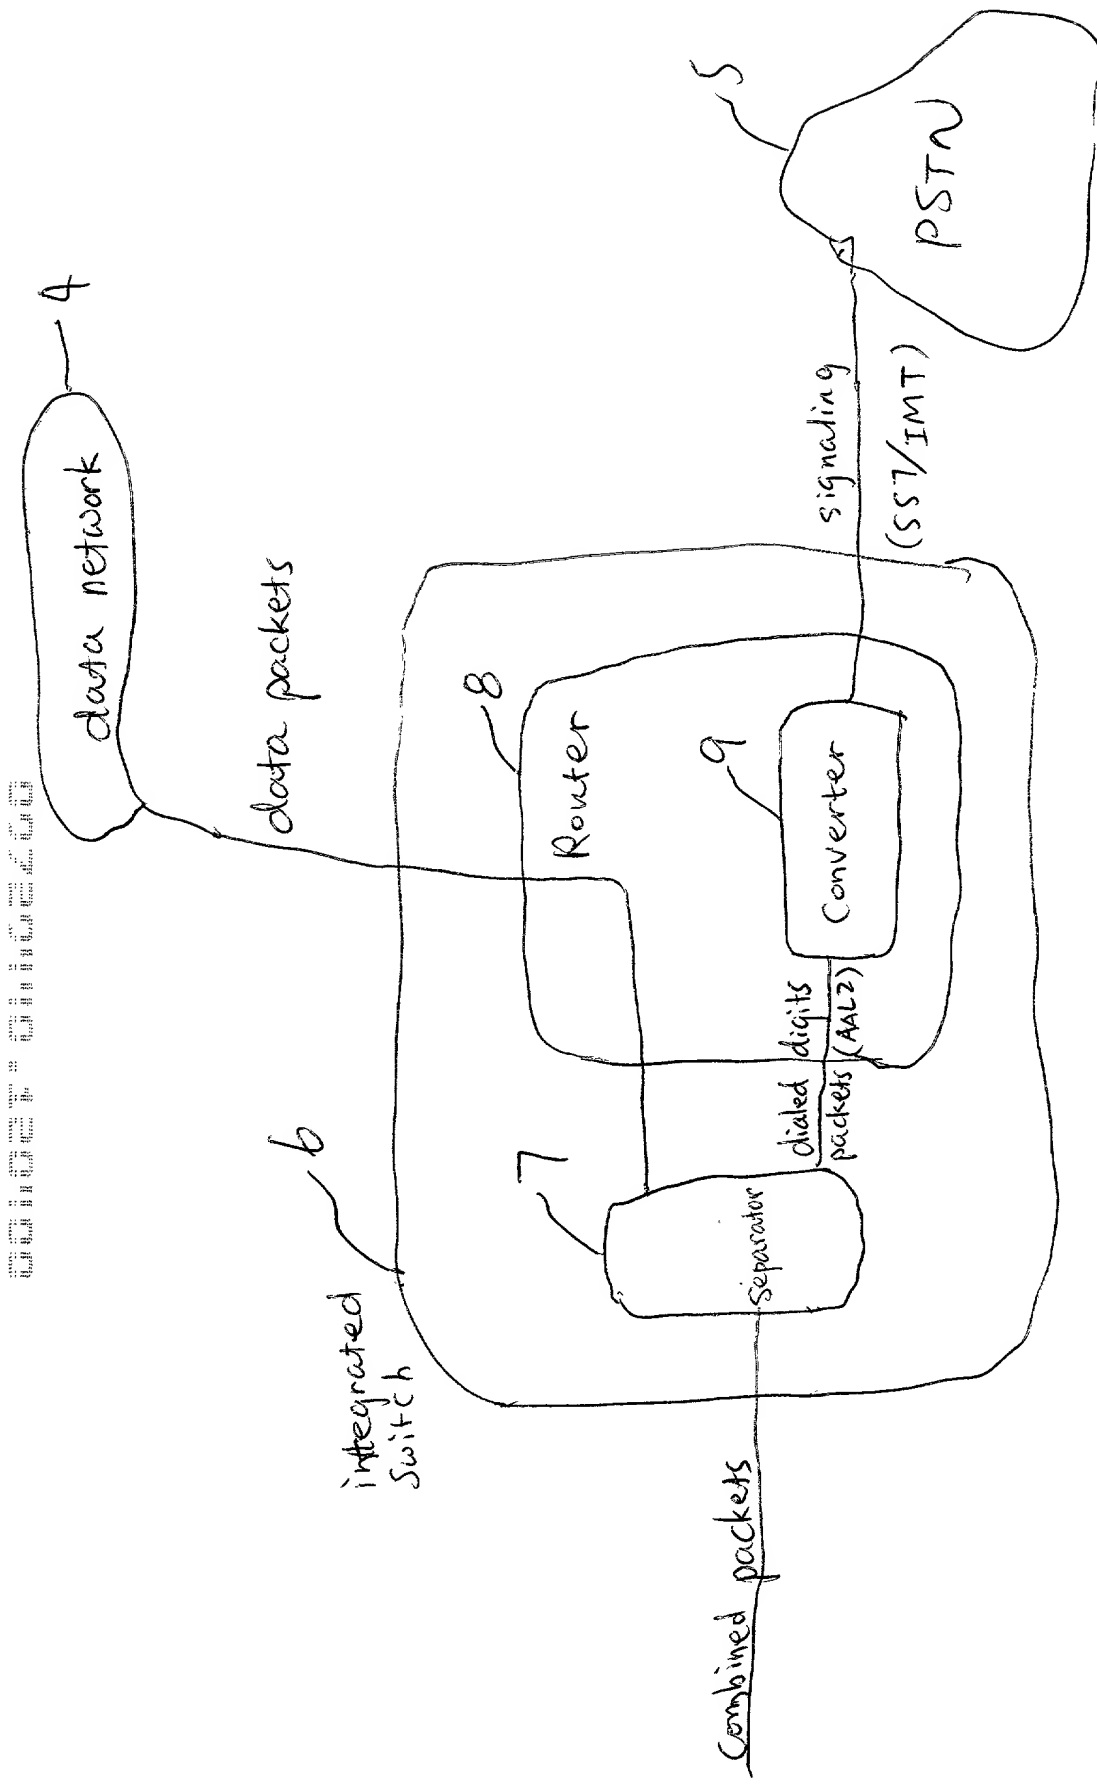 4
data network
data packets
5
PSTN
signaling
(SS7/IMT)
integrated
switch
6
8
Router
9
Converter
7
Separator
dialed digits
packets (AAL2)
Combined packets